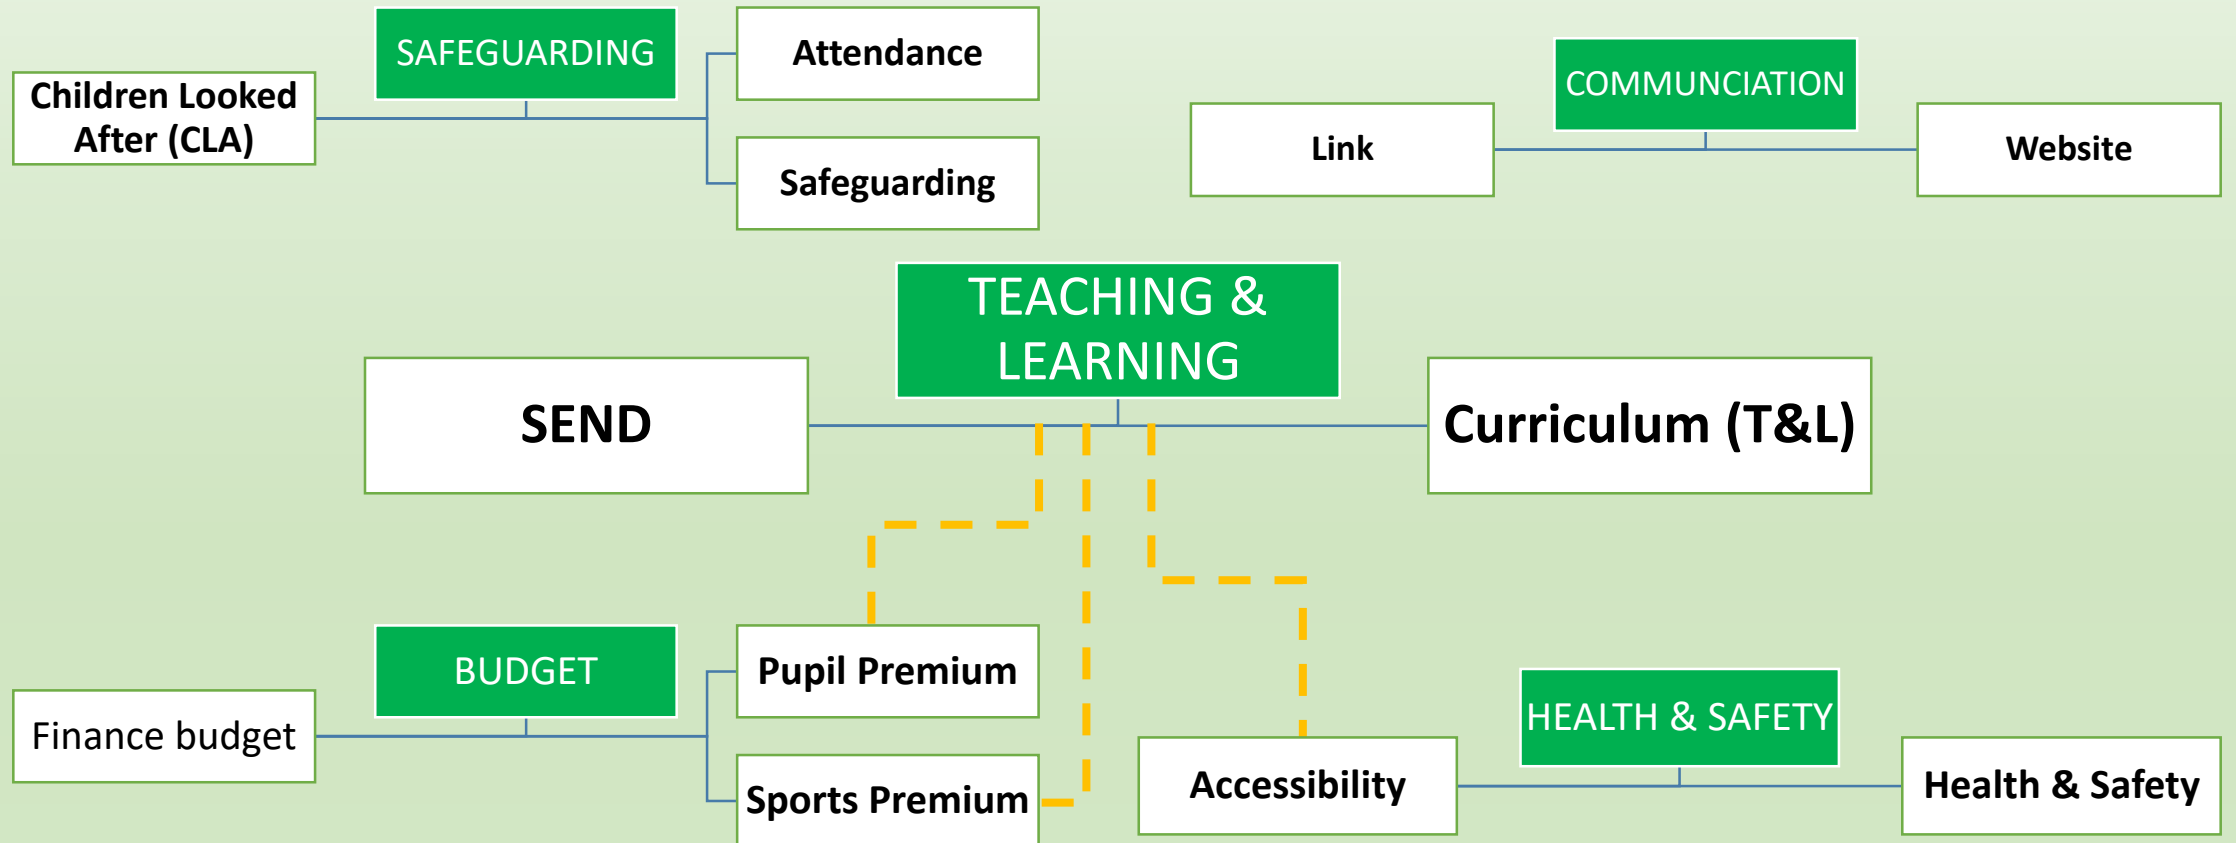 SAFEGUARDING
Children Looked
After (CLA)
Attendance
Safeguarding
COMMUNCIATION
Link
Website
TEACHING &
LEARNING
SEND
Curriculum (T&L)
BUDGET
Finance budget
Pupil Premium
Sports Premium
HEALTH & SAFETY
Accessibility
Health & Safety